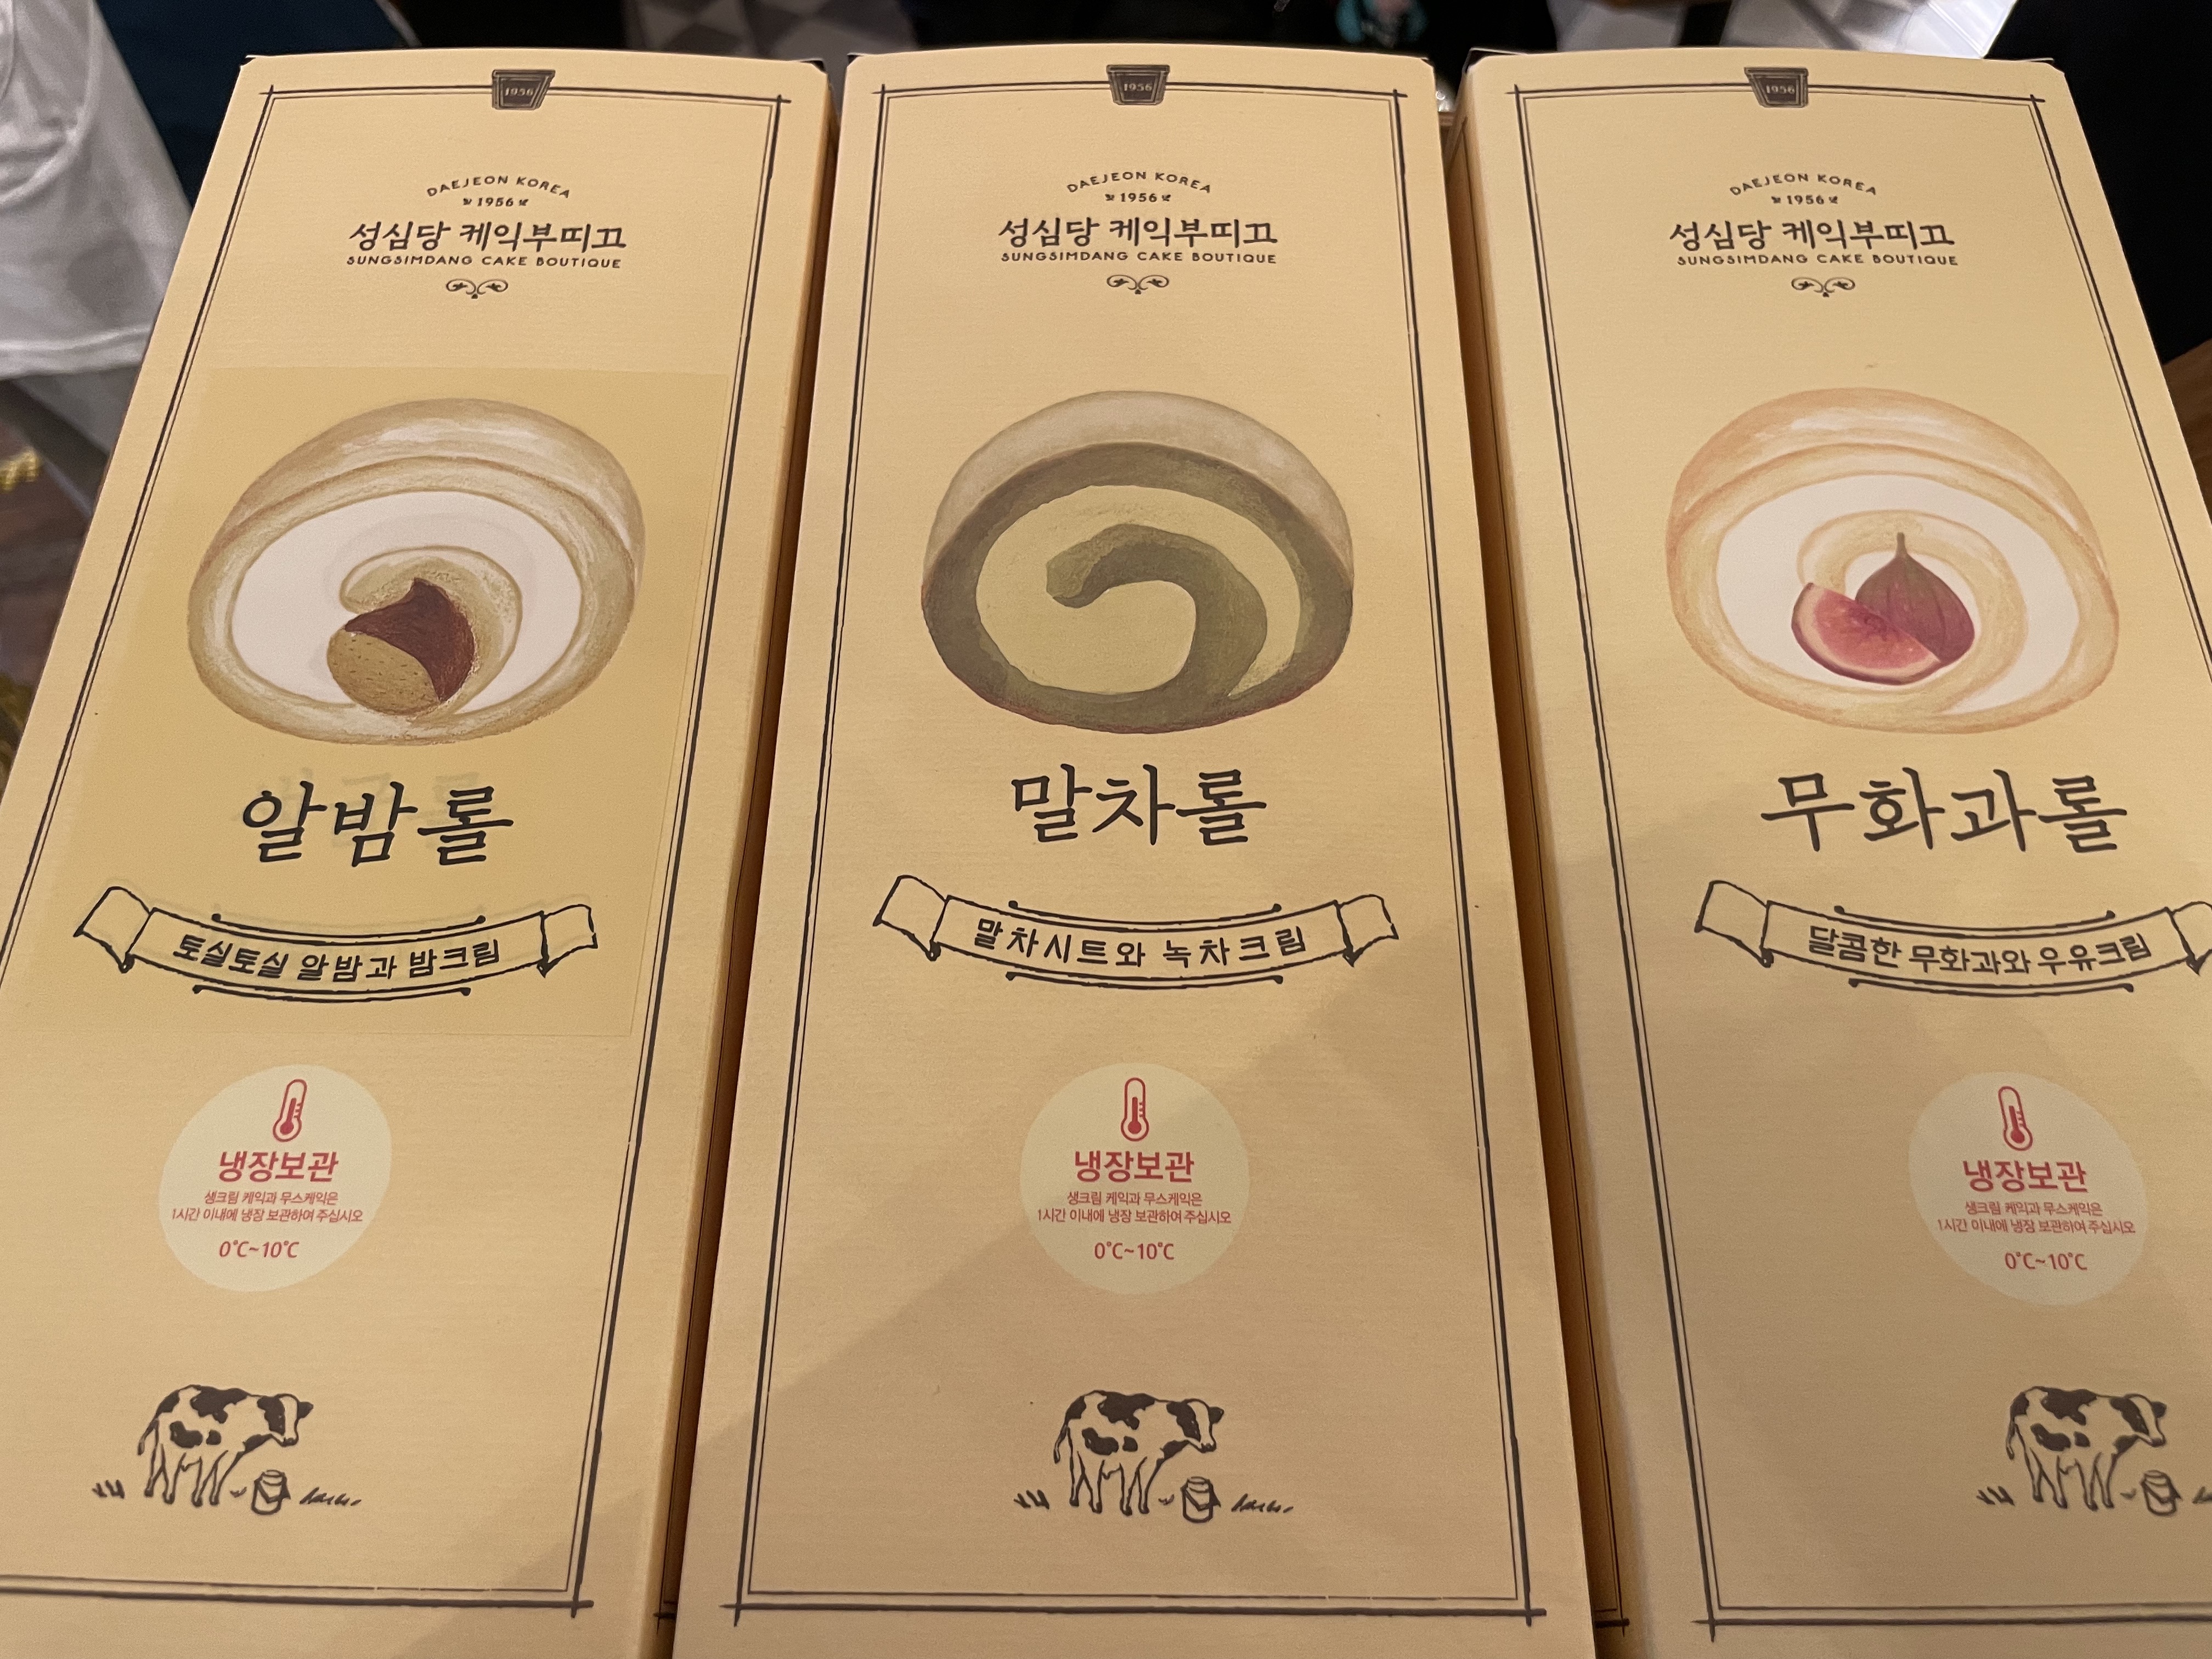 1956
DAEJEON KOREA
1956
성심당 케익부띠끄
SUNGSIMDANG CAKE BOUTIQUE
알밤롤
토실토실 알밤과 밤크림
냉장보관
생크림 케익과 무스케익은
1시간 이내에 냉장 보관하여 주십시오
0°C~10°C
1956
DAEJEON KOREA
1956
성심당 케익부띠끄
SUNGSIMDANG CAKE BOUTIQUE
말차롤
말차시트와 녹차크림
냉장보관
생크림 케익과 무스케익은
1시간 이내에 냉장 보관하여 주십시오
0°C~10°C
1956
DAEJEON KOREA
1956
성심당 케익부띠끄
SUNGSIMDANG CAKE BOUTIQUE
무화과롤
달콤한 무화과와 우유크림
냉장보관
생크림 케익과 무스케익은
1시간 이내에 냉장 보관하여 주십시오
0°C~10°C